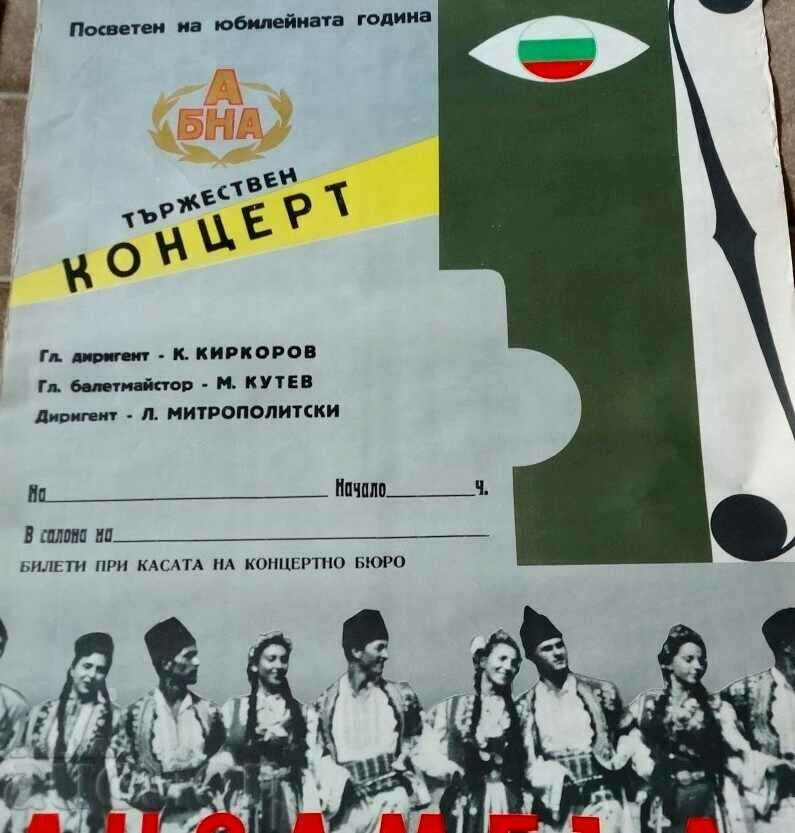 Посветен на юбилейната година
А
БНА
ТЪРЖЕСТВЕН
КОНЦЕРТ
Гл. диригент - К. КИРКОРОВ
Гл. балетмайстор - М. КУТЕВ
Диригент - Л. МИТРОПОЛИТСКИ
На Начало ч.
В салона на
БИЛЕТИ ПРИ КАСАТА НА КОНЦЕРТНО БЮРО